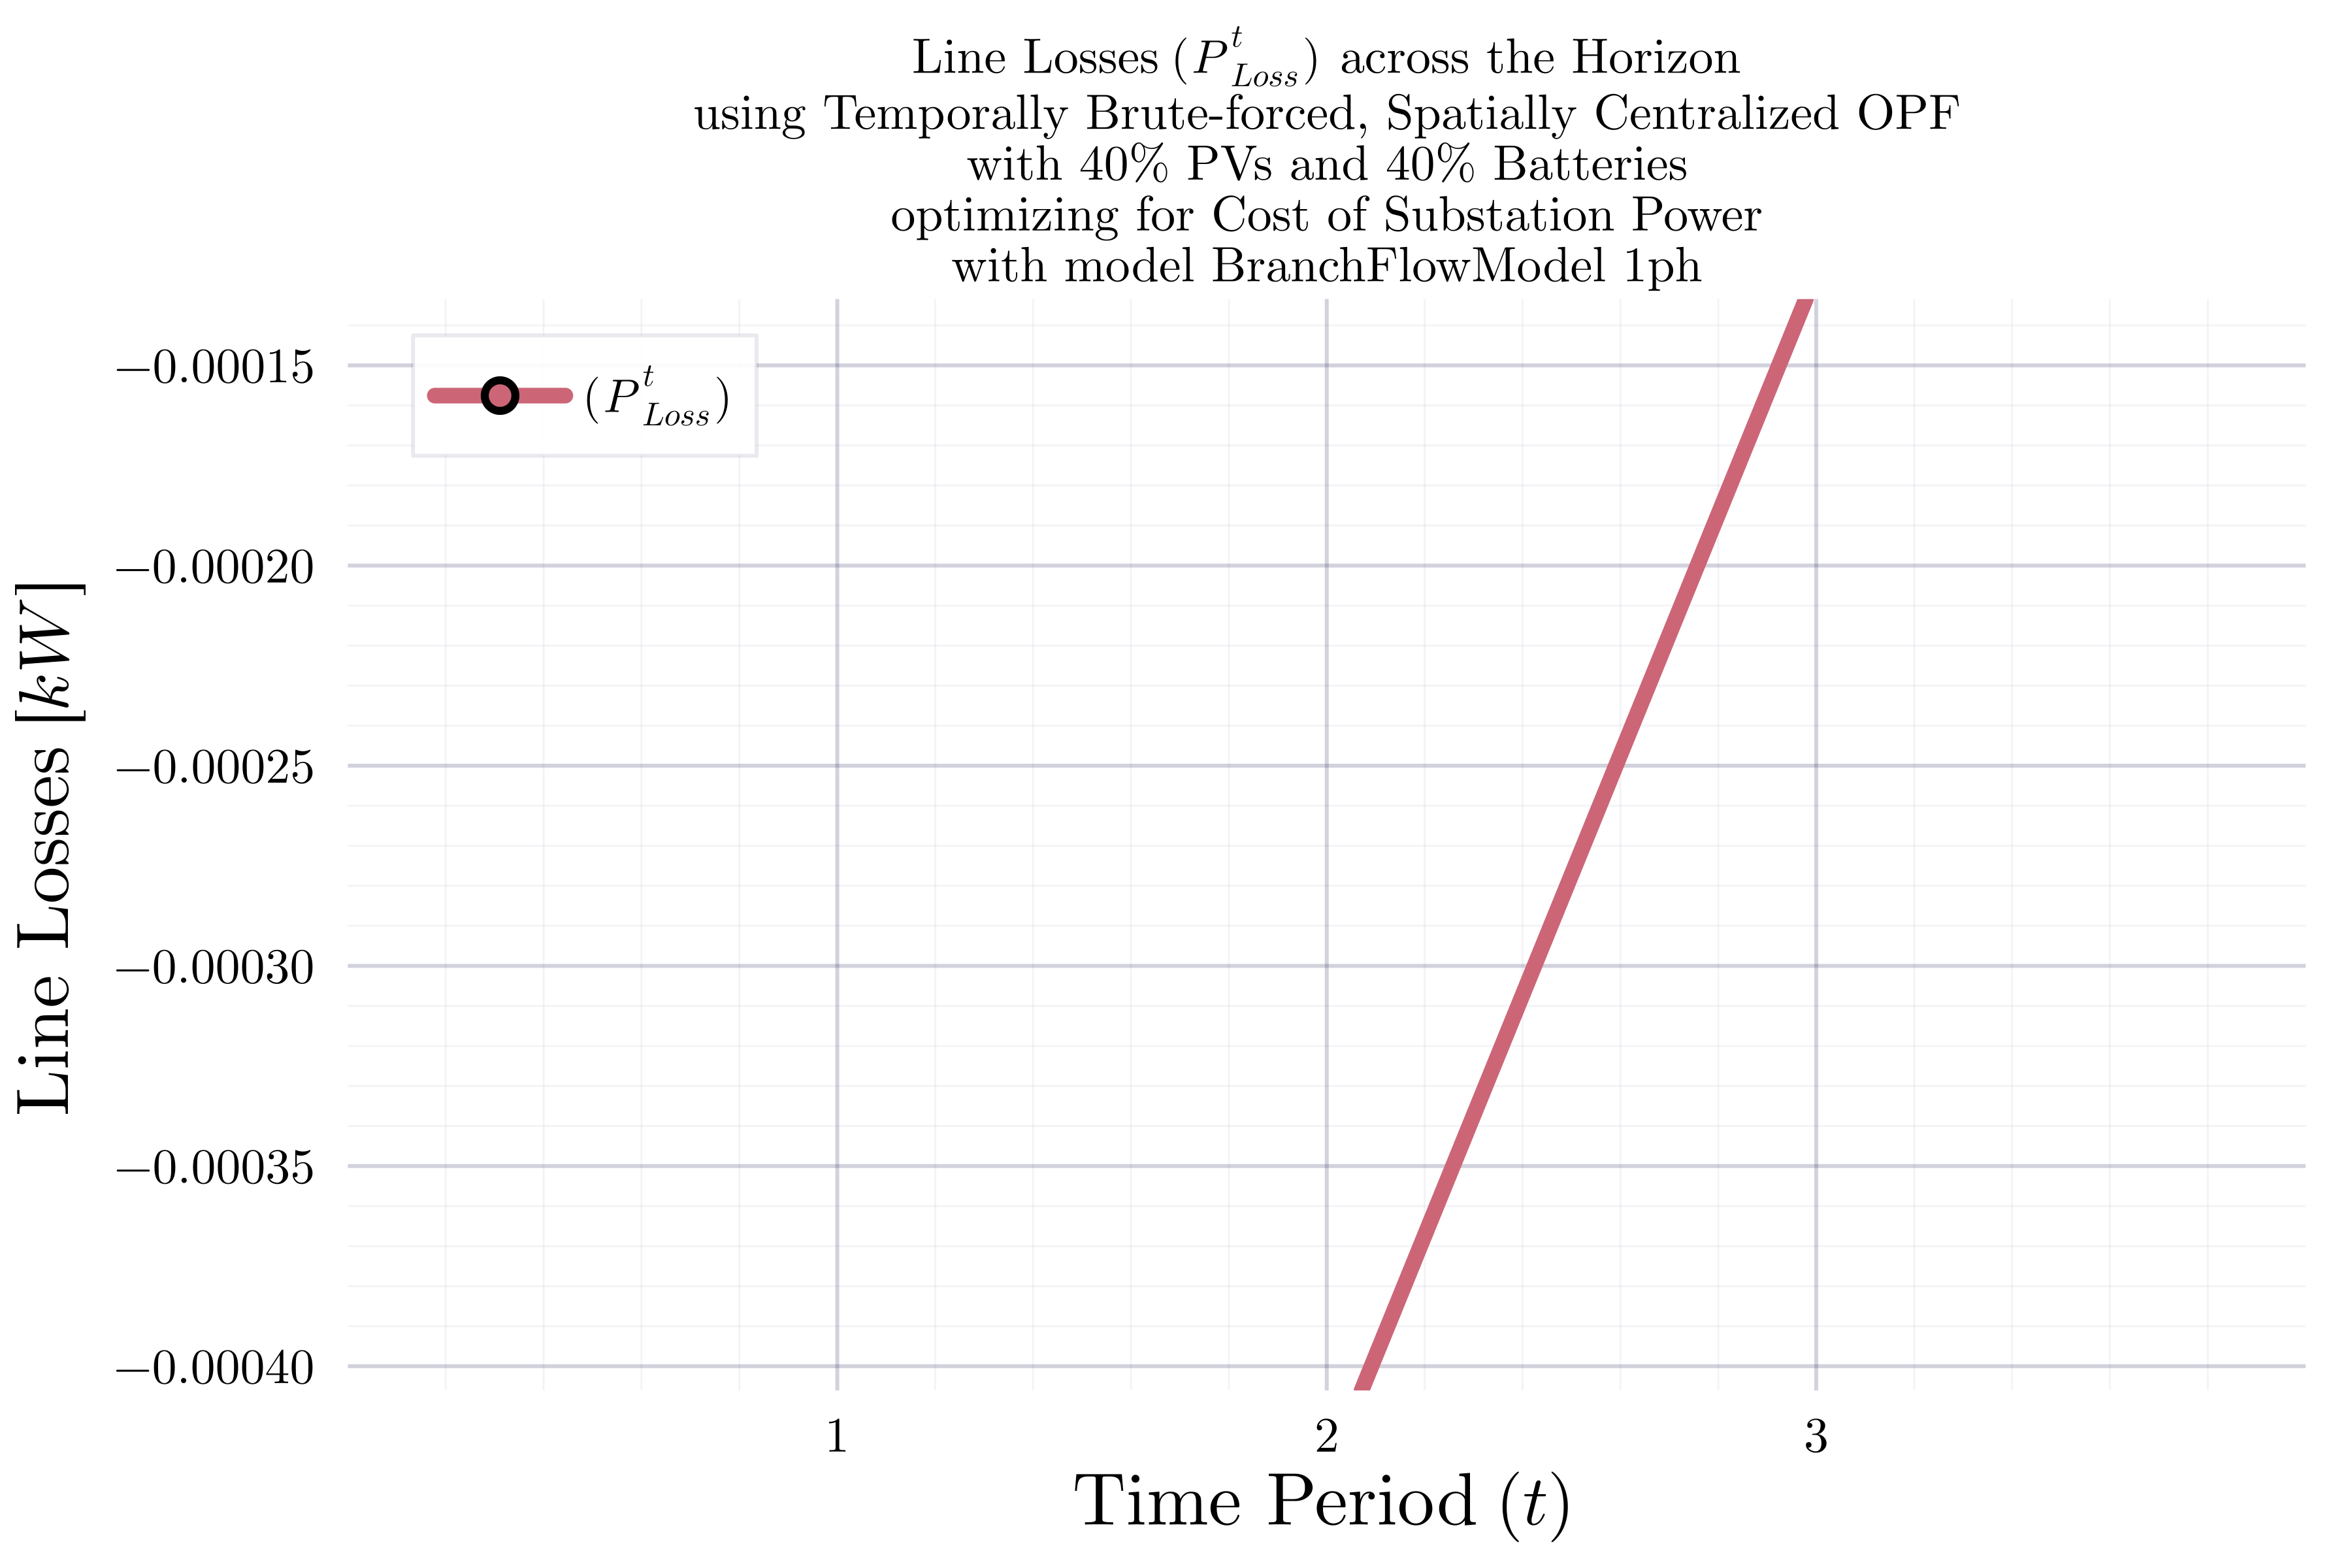 Line Losses (P^t_Loss) across the Horizon
using Temporally Brute-forced, Spatially Centralized OPF
with 40% PVs and 40% Batteries
optimizing for Cost of Substation Power
with model BranchFlowModel 1ph
(P^t_Loss)
Line Losses [kW]
−0.00015
−0.00020
−0.00025
−0.00030
−0.00035
−0.00040
1 2 3
Time Period (t)